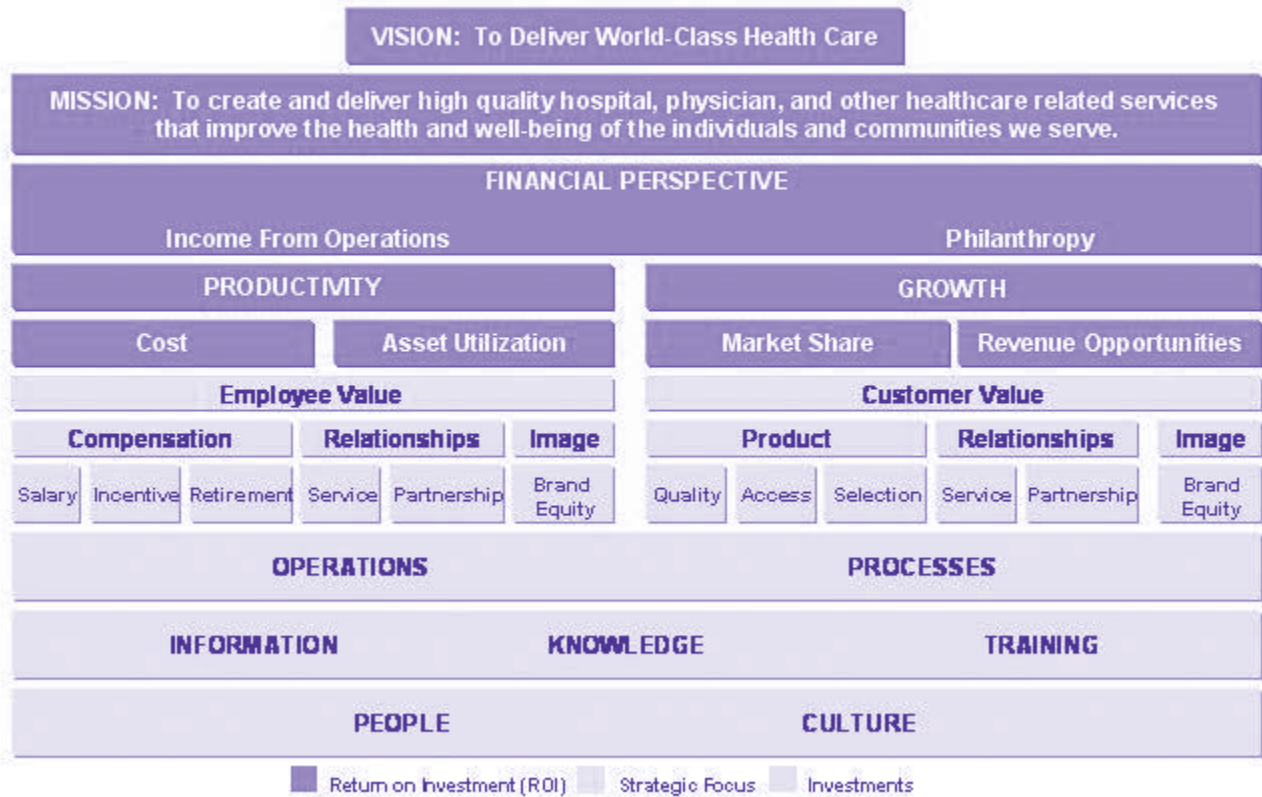 VISION: To Deliver World-Class Health Care
MISSION: To create and deliver high quality hospital, physician, and other healthcare related services
that improve the health and well-being of the individuals and communities we serve.
FINANCIAL PERSPECTIVE
Income From Operations Philanthropy
PRODUCTIVITY GROWTH
Cost Asset Utilization Market Share Revenue Opportunities
Employee Value Customer Value
Compensation Relationships Image Product Relationships Image
Salary Incentive Retirement Service Partnership Brand Equity Quality Access Selection Service Partnership Brand Equity
OPERATIONS PROCESSES
INFORMATION KNOWLEDGE TRAINING
PEOPLE CULTURE
Return on Investment (ROI) Strategic Focus Investments